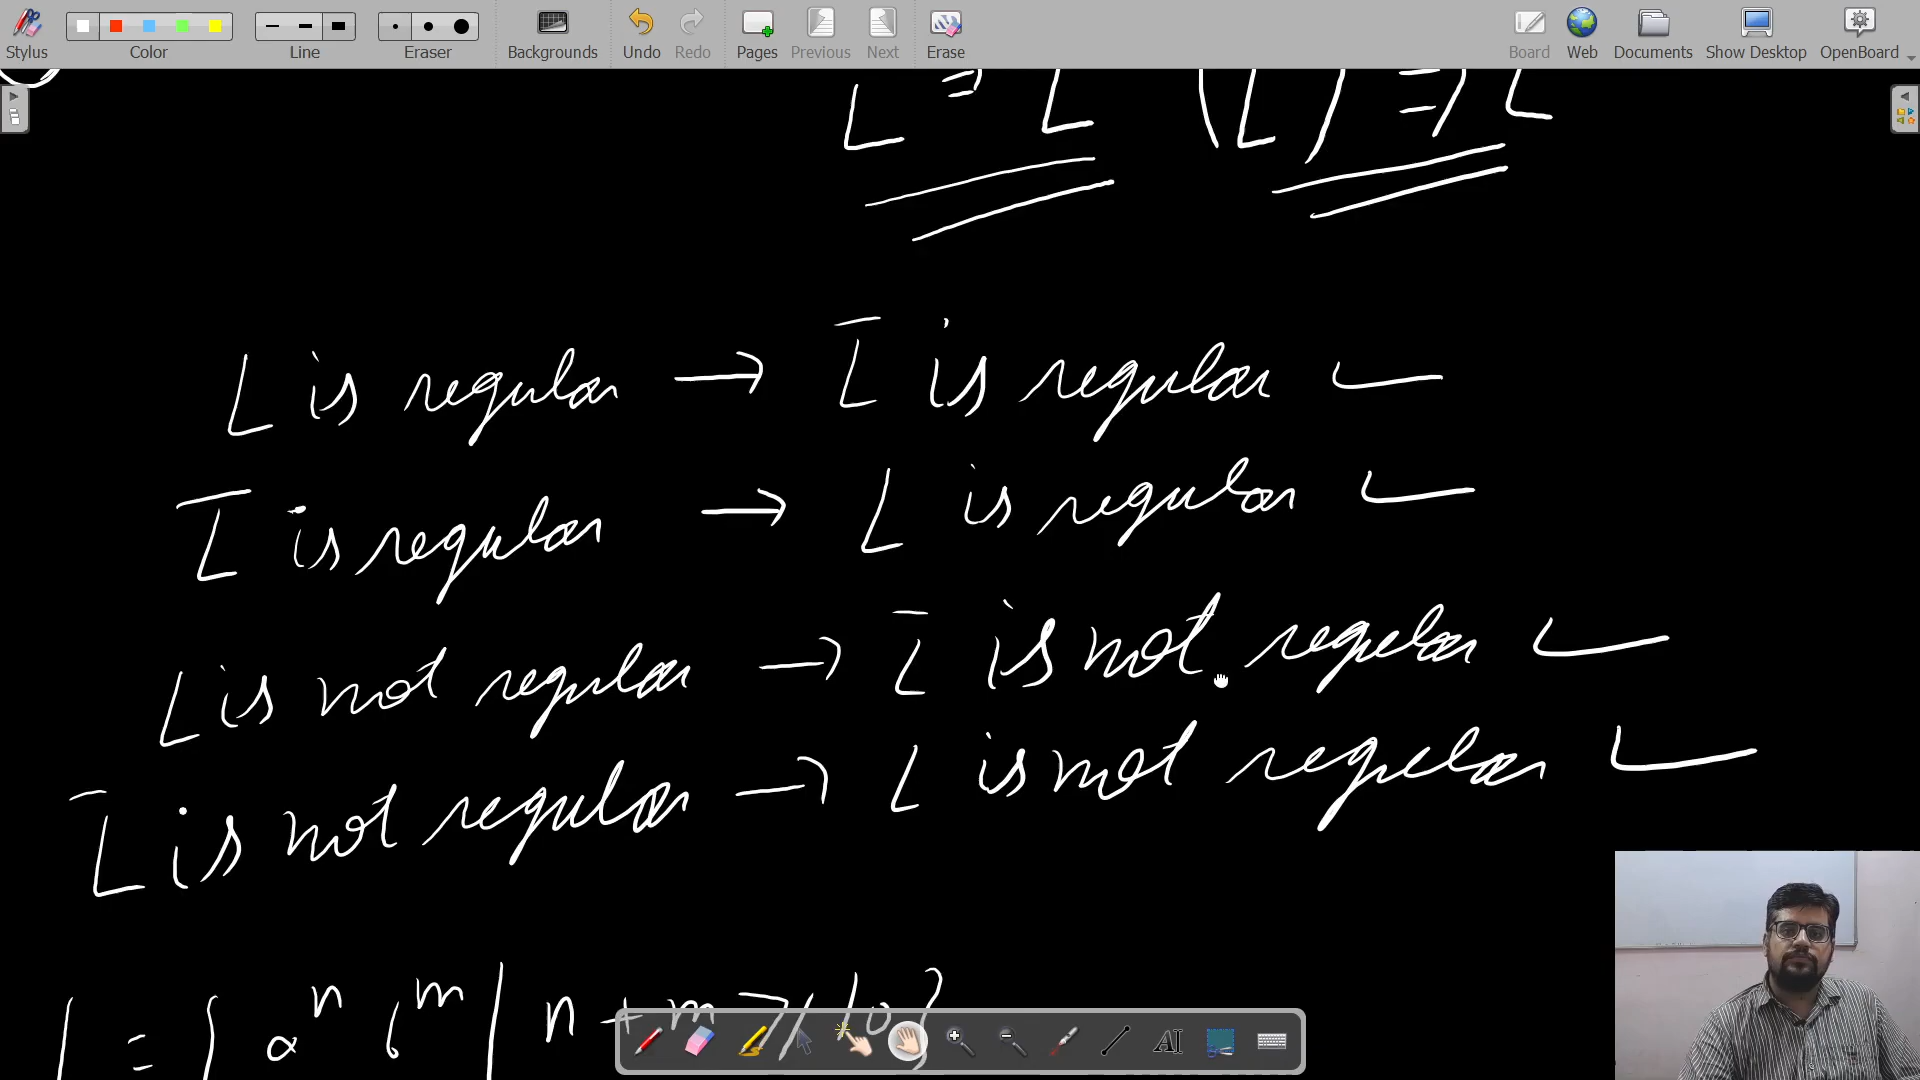 Stylus Color Line Eraser Backgrounds Undo Redo Pages Previous Next Erase Board Web Documents Show Desktop OpenBoard
L is regular → L̅ is regular ✓
L̅ is regular → L is regular ✓
L is not regular → L̅ is not regular ✓
L̅ is not regular → L is not regular ✓
L = { a^n b^m | n + m ≥ 10 }